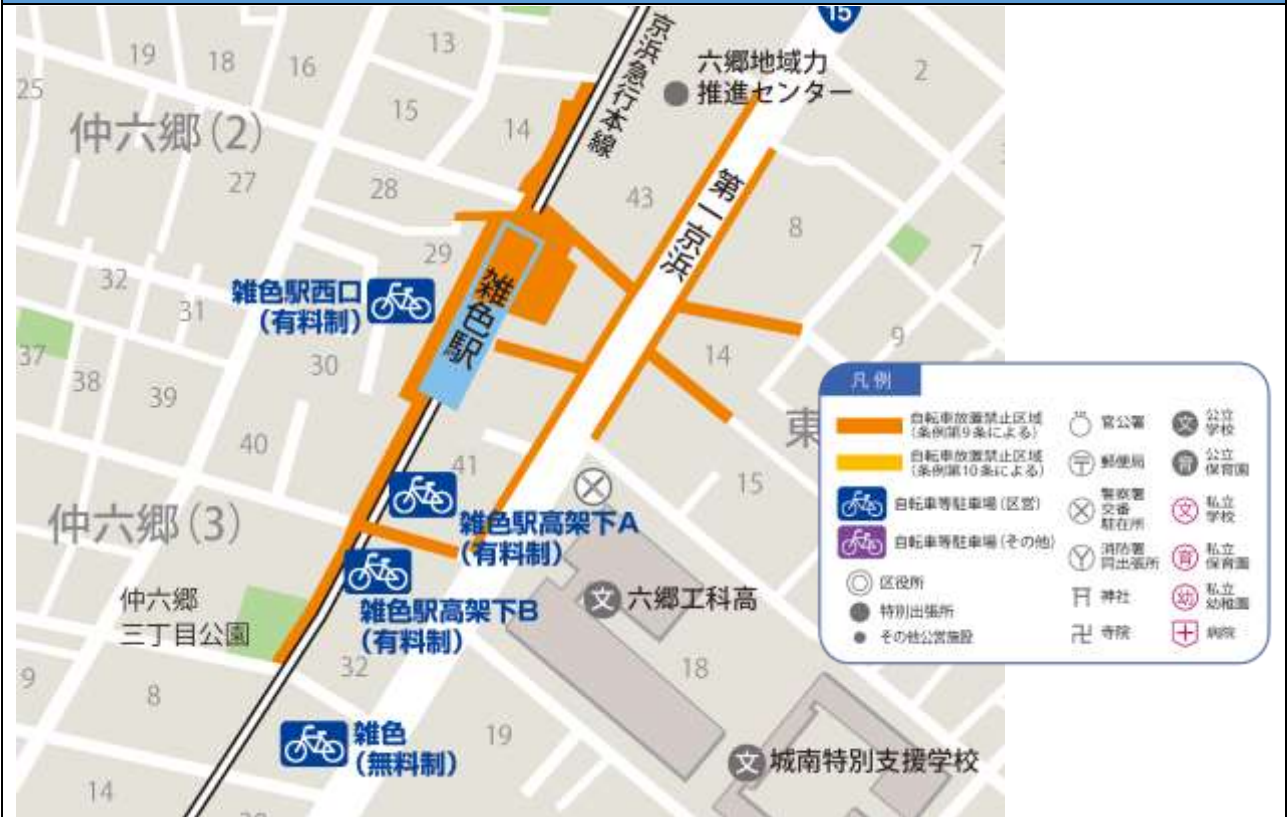 15
13
19
18
16
六郷地域力
推進センター
2
25
京浜急行本線
15
14
仲六郷(2)
27
28
43
第一京浜
8
7
29
32
31
雑色駅西口
(有料制)
雑色駅
9
37
38
39
30
14
40
41
東
15
雑色駅高架下A
(有料制)
仲六郷(3)
雑色駅高架下B
(有料制)
文 六郷工科高
仲六郷
三丁目公園
32
18
9
8
雑色
(無料制)
19
文 城南特別支援学校
14
凡例
自転車放置禁止区域
(条例第9条による)
自転車放置禁止区域
(条例第10条による)
自転車等駐車場(区営)
自転車等駐車場(その他)
区役所
特別出張所
その他公営施設
官公署
郵便局
警察署
交番
駐在所
消防署
同出張所
神社
寺院
文 公立
学校
育 公立
保育園
文 私立
学校
育 私立
保育園
幼 私立
幼稚園
病院